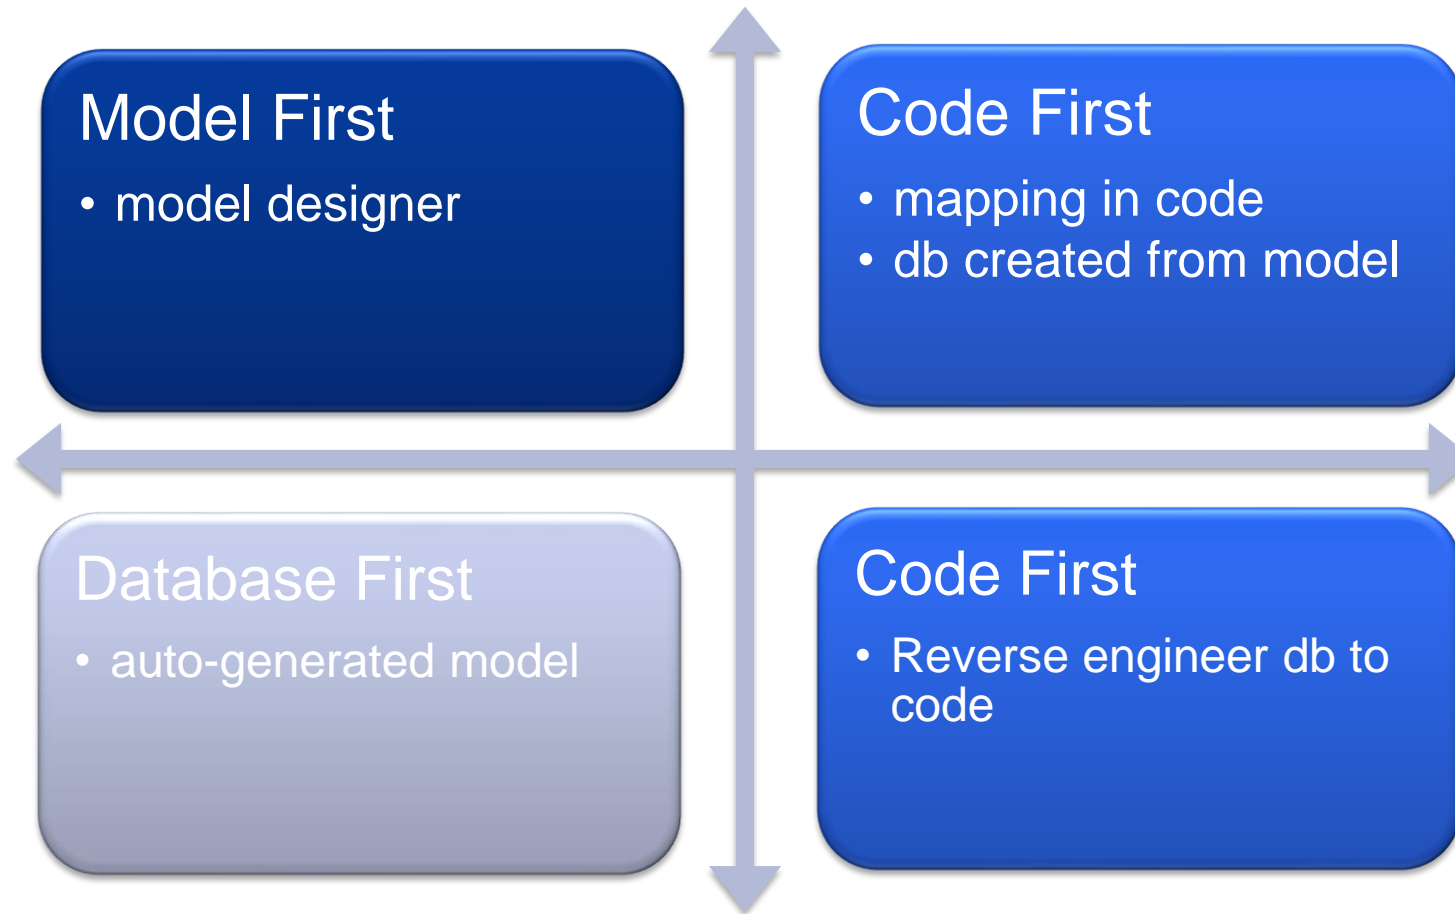 Model First
• model designer
Code First
• mapping in code
• db created from model
Database First
• auto-generated model
Code First
• Reverse engineer db to
code